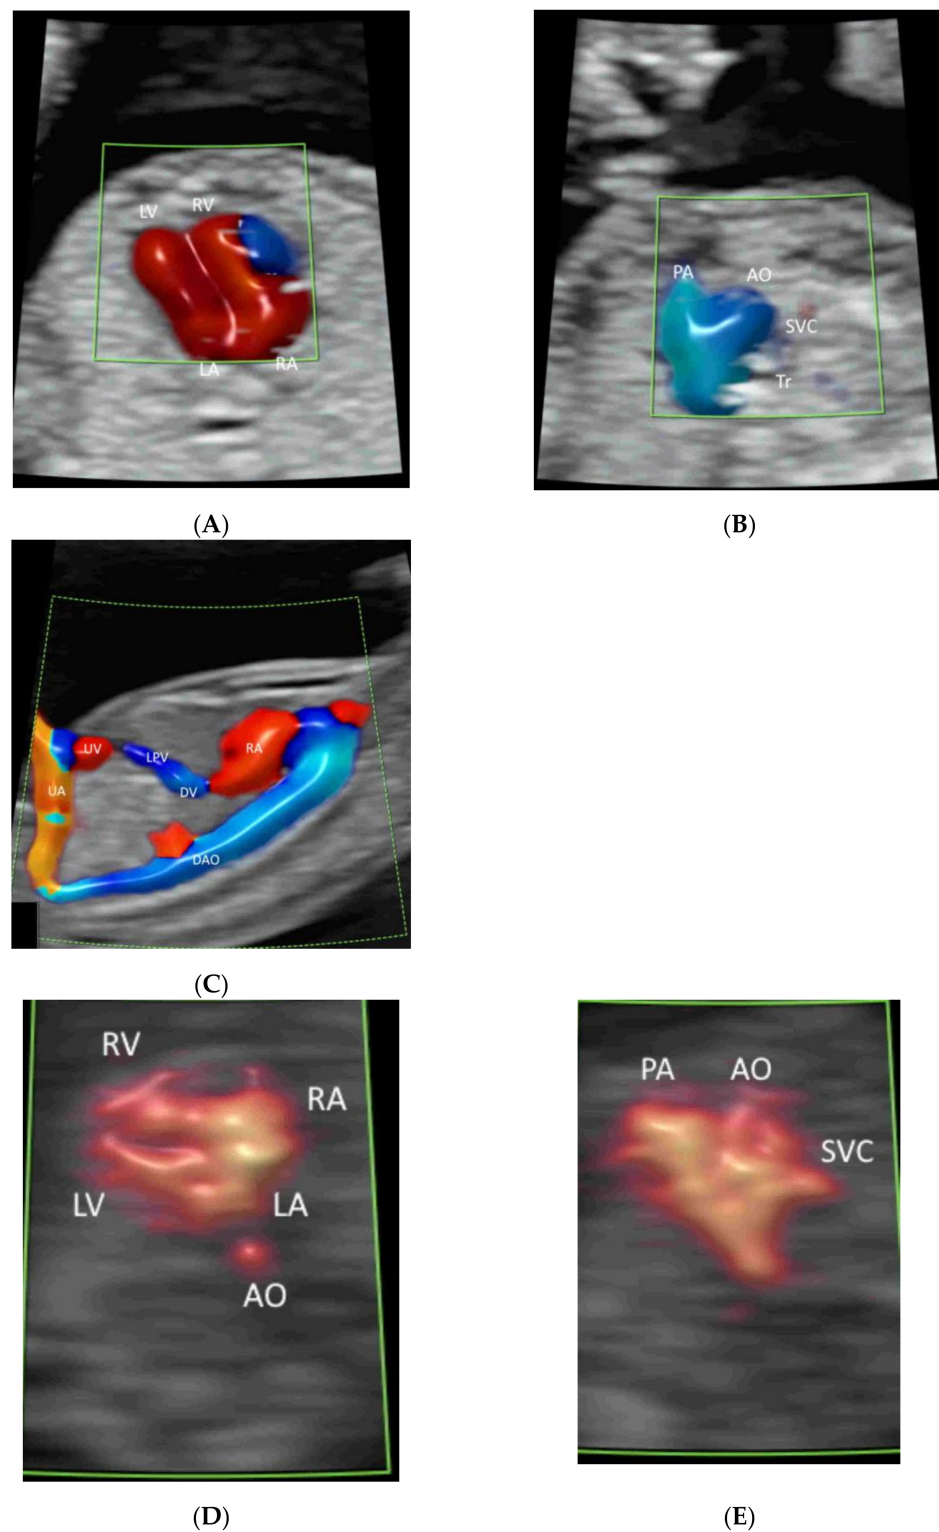 LV RV
LA RA
(A)
PA AO
SVC
Tr
(B)
UV LPV RA
UA DV
DAO
(C)
RV
RA
LV LA
AO
(D)
PA AO
SVC
(E)